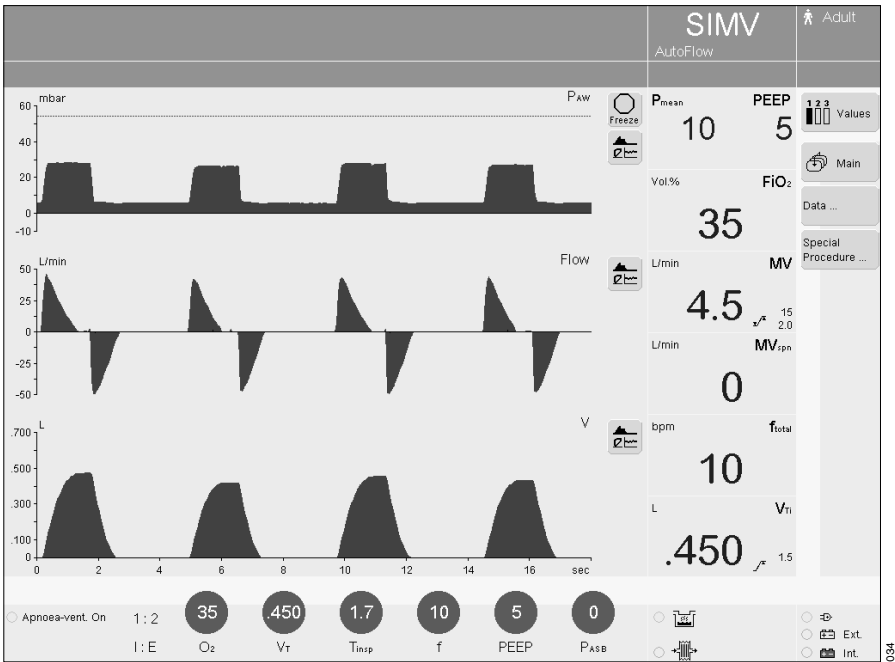 SIMV
AutoFlow
Adult
mbar
PAW
60
40
20
0
-10
Freeze
Pmean
PEEP
10
5
1 2 3
Values
Main
Vol.%
FiO2
35
Data ...
Special
Procedure ...
L/min
Flow
50
25
0
-25
-50
L/min
MV
4.5
15
2.0
L/min
MVspn
0
L
V
.700
.500
.300
.100
0
0 2 4 6 8 10 12 14 16 sec
bpm
ftotal
10
L
VTi
.450
1.5
Apnoea-vent. On
1 : 2
35 .450 1.7 10 5 0
I : E
O2 VT Tinsp f PEEP PASB
Ext.
Int.
034